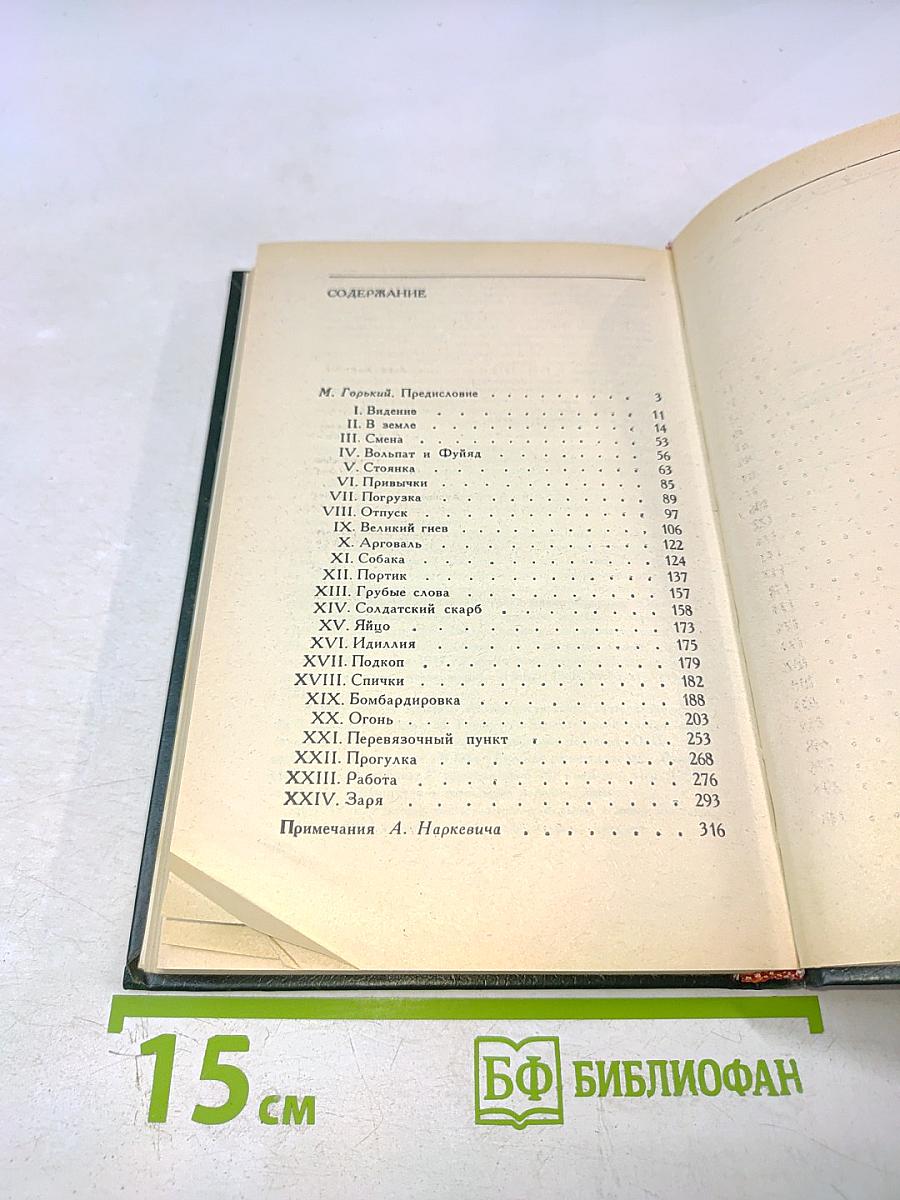 СОДЕРЖАНИЕ
М. Горький. Предисловие . . . . . . . . . 3
I. Видение . . . . . . . . . . . 11
II. В земле . . . . . . . . . . . 14
III. Смена . . . . . . . . . . . 53
IV. Вольпат и Фуйяд . . . . . . . . 56
V. Стоянка . . . . . . . . . . . 63
VI. Привычки . . . . . . . . . . 85
VII. Погрузка . . . . . . . . . . 89
VIII. Отпуск . . . . . . . . . . . 97
IX. Великий гнев . . . . . . . . . 106
X. Арговаль . . . . . . . . . . 122
XI. Собака . . . . . . . . . . . 124
XII. Портик . . . . . . . . . . . 137
XIII. Грубые слова . . . . . . . . . 157
XIV. Солдатский скарб . . . . . . . . 158
XV. Яйцо . . . . . . . . . . . 173
XVI. Идиллия . . . . . . . . . . 175
XVII. Подкоп . . . . . . . . . . . 179
XVIII. Спички . . . . . . . . . . . 182
XIX. Бомбардировка . . . . . . . . . 188
XX. Огонь . . . . . . . . . . . 203
XXI. Перевязочный пункт . . . . . . . 253
XXII. Прогулка . . . . . . . . . . 268
XXIII. Работа . . . . . . . . . . . 276
XXIV. Заря . . . . . . . . . . . 293
Примечания А. Наркевича . . . . . . . . 316
15 см
БФ БИБЛИОФАН